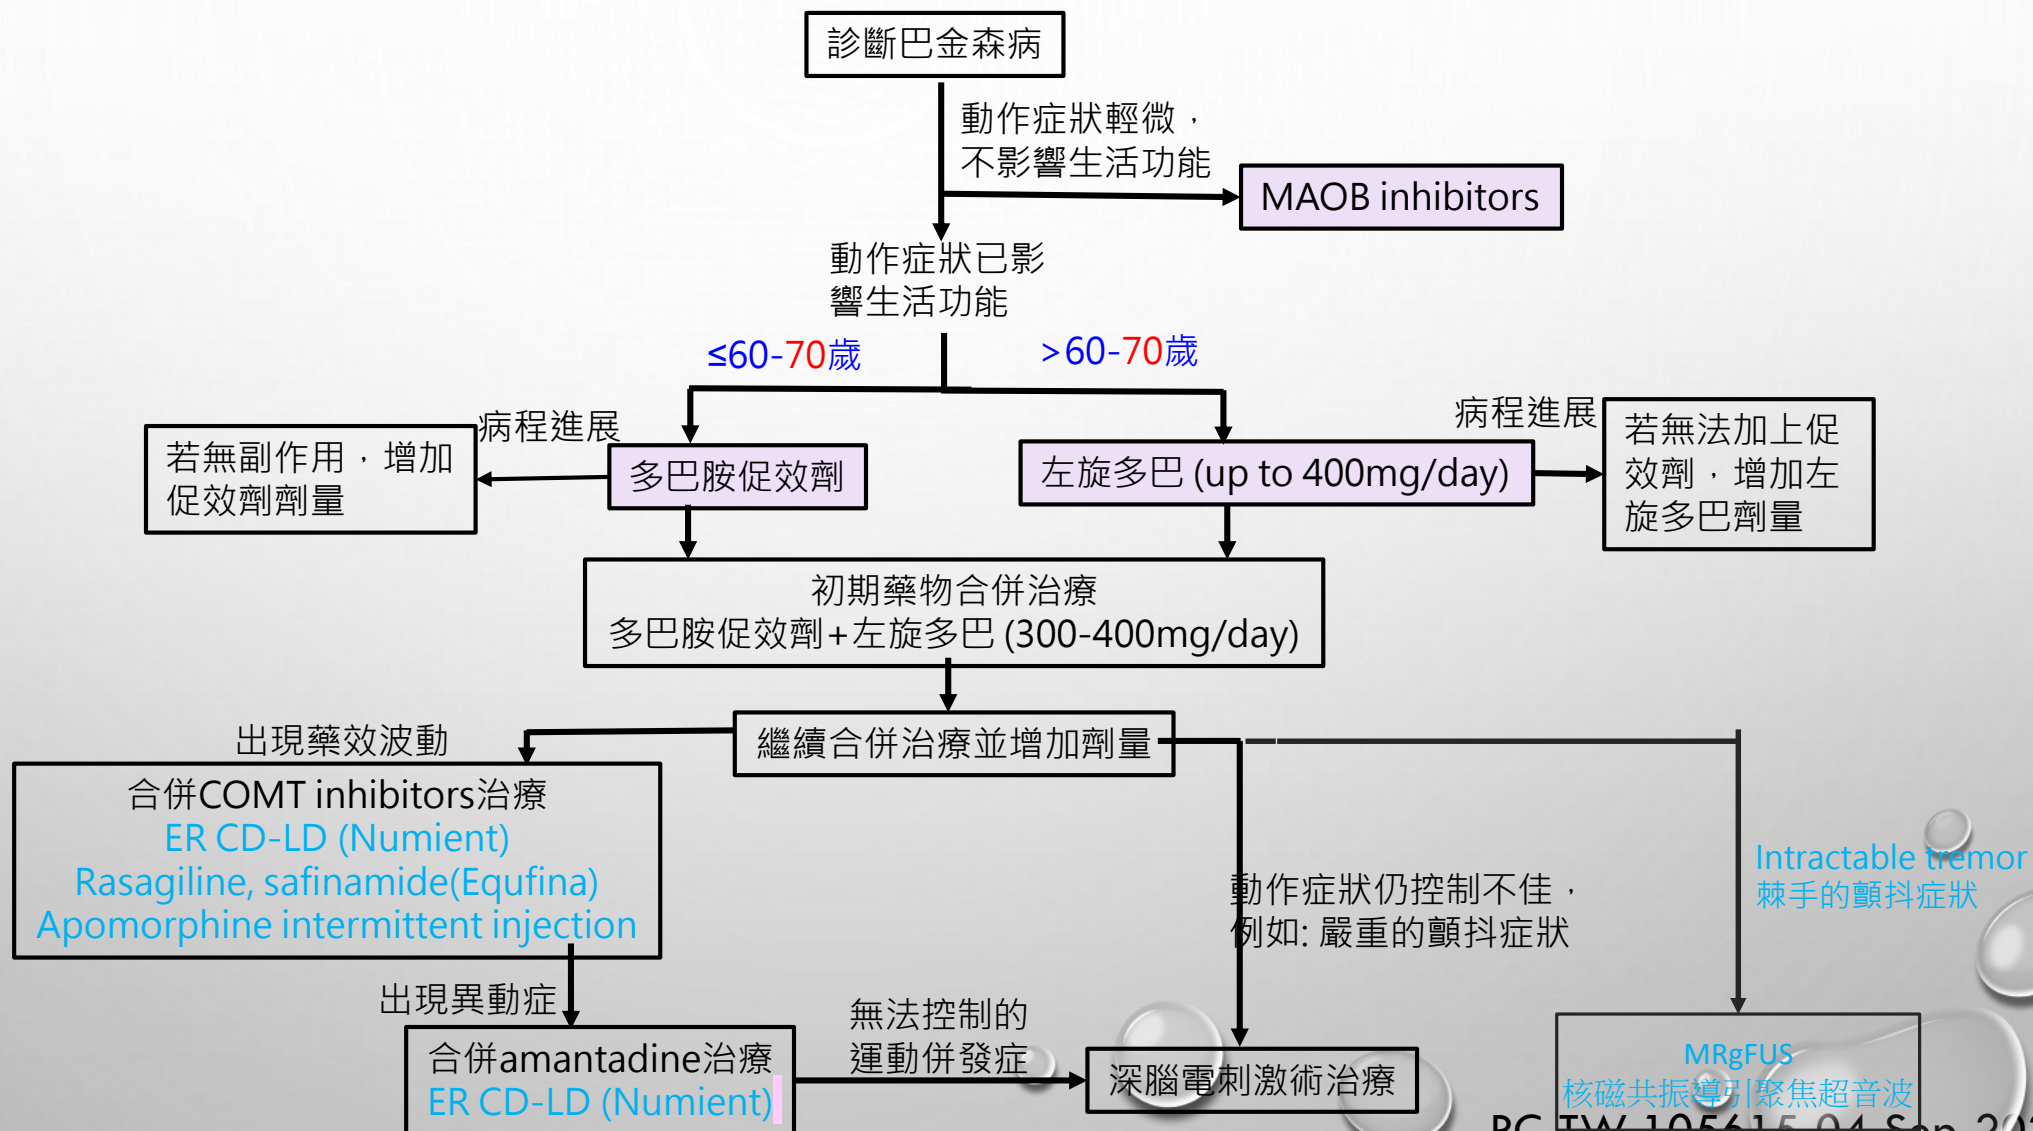 診斷巴金森病
動作症狀輕微，
不影響生活功能
MAOB inhibitors
動作症狀已影
響生活功能
≤60-70歲
>60-70歲
病程進展
若無副作用，增加
促效劑劑量
多巴胺促效劑
左旋多巴 (up to 400mg/day)
病程進展
若無法加上促
效劑，增加左
旋多巴劑量
初期藥物合併治療
多巴胺促效劑+左旋多巴 (300-400mg/day)
繼續合併治療並增加劑量
出現藥效波動
合併COMT inhibitors治療
ER CD-LD (Numient)
Rasagiline, safinamide(Equfina)
Apomorphine intermittent injection
動作症狀仍控制不佳，
例如: 嚴重的顫抖症狀
Intractable tremor
棘手的顫抖症狀
出現異動症
合併amantadine治療
ER CD-LD (Numient)
無法控制的
運動併發症
深腦電刺激術治療
MRgFUS
核磁共振導引聚焦超音波
PC-TW-105615-04-Sep-20